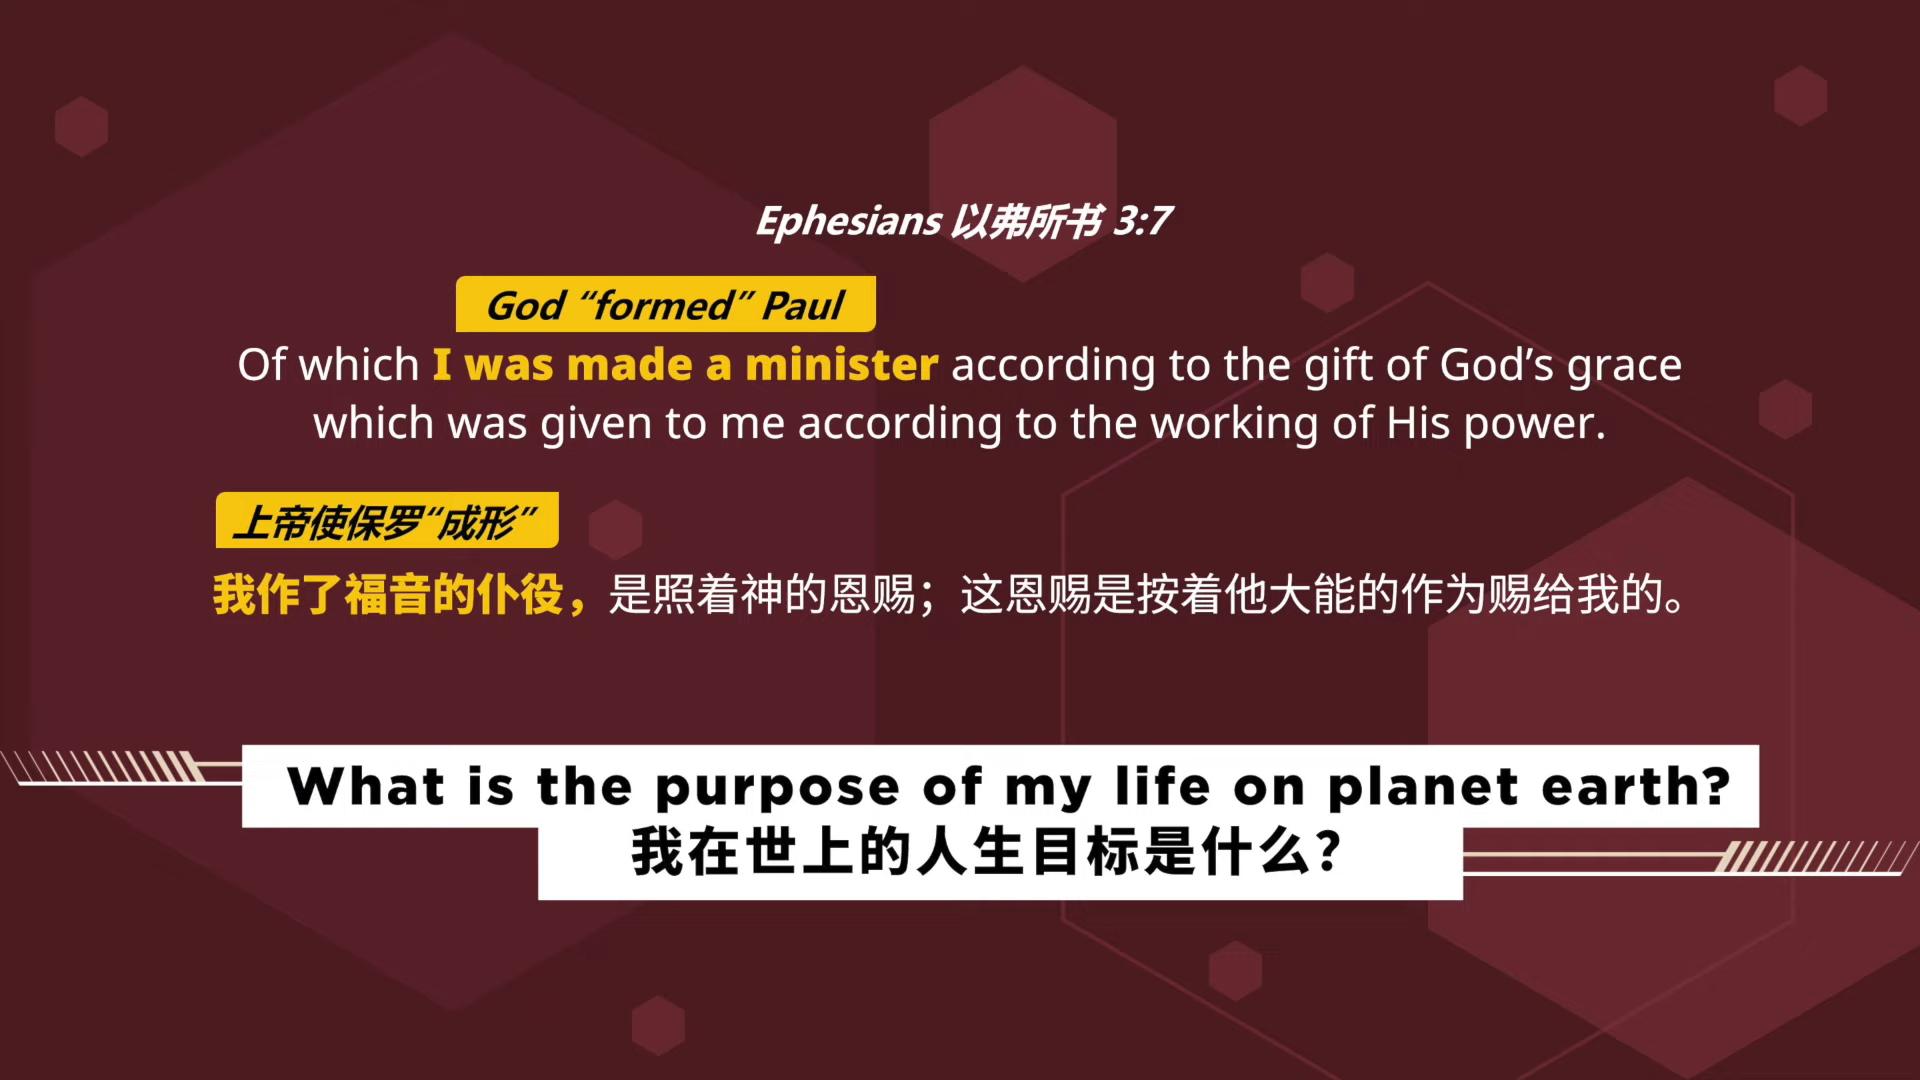 Ephesians 以弗所书 3:7
God “formed” Paul
Of which I was made a minister according to the gift of God’s grace
which was given to me according to the working of His power.
上帝使保罗“成形”
我作了福音的仆役，是照着神的恩赐；这恩赐是按着他大能的作为赐给我的。
What is the purpose of my life on planet earth?
我在世上的人生目标是什么?